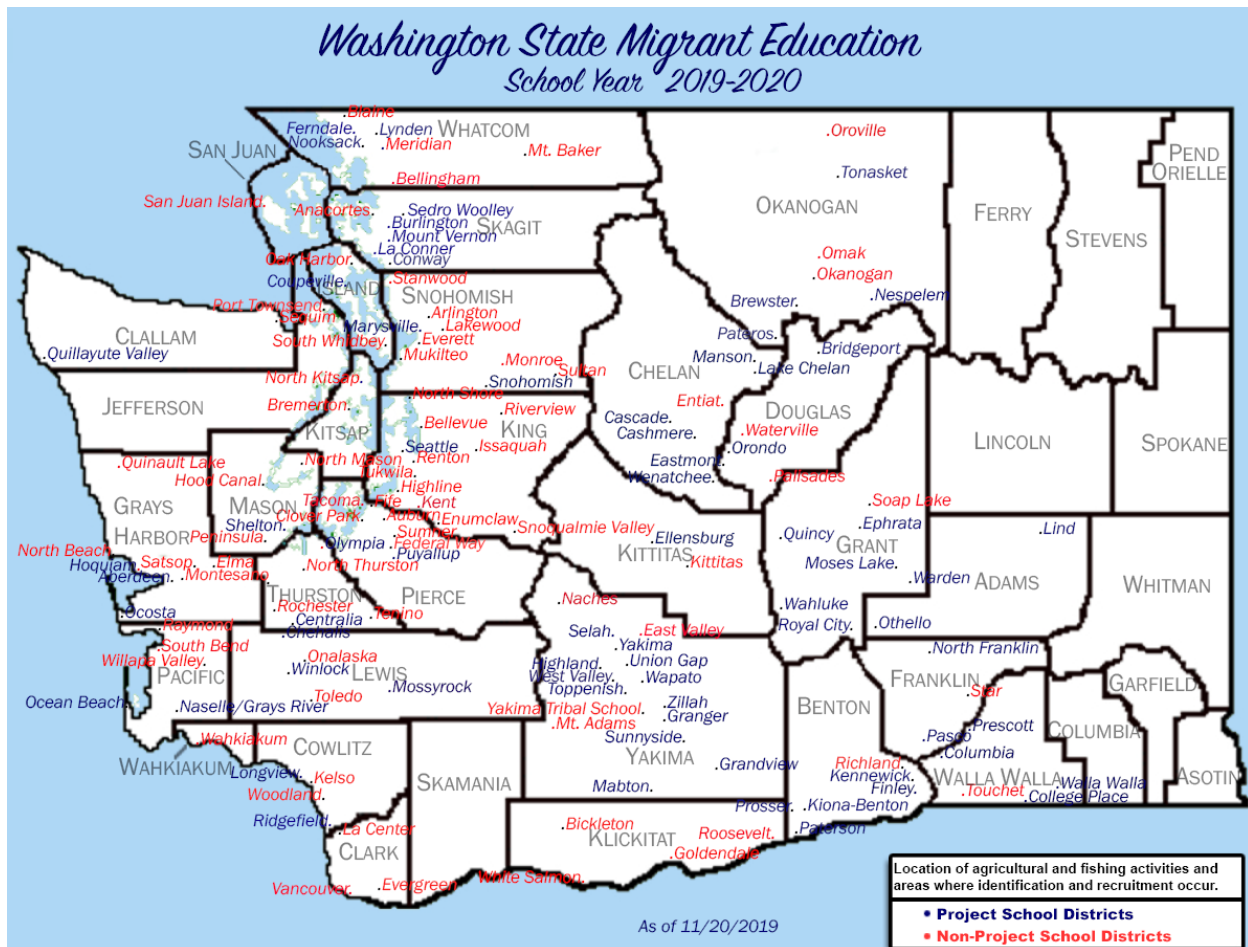 Washington State Migrant Education
School Year 2019-2020
.Blaine
Ferndale.
.Lynden
WHATCOM
Nooksack.
.Meridian
.Mt. Baker
.Oroville
SAN JUAN
PEND
ORIELLE
.Bellingham
.Tonasket
San Juan Island.
Anacortes.
.Sedro Woolley
.Burlington
SKAGIT
.Mount Vernon
.La Conner
.Conway
OKANOGAN
FERRY
STEVENS
Oak Harbor.
Coupeville.
ISLAND
.Stanwood
SNOHOMISH
.Omak
.Okanogan
Port Townsend.
.Sequim
.Arlington
.Lakewood
Marysville.
.Everett
South Whidbey.
.Mukilteo
Brewster.
.Nespelem
CLALLAM
.Quillayute Valley
.Monroe
.Sultan
.Snohomish
Pateros.
.Bridgeport
Manson.
.Lake Chelan
CHELAN
North Kitsap.
.North Shore
JEFFERSON
Bremerton.
.Riverview
Entiat.
DOUGLAS
KITSAP
.Bellevue
KING
Cascade.
Cashmere.
.Waterville
LINCOLN
SPOKANE
.Seattle
.Issaquah
.Orondo
.Quinault Lake
.North Mason
.Renton
Tukwila.
Eastmont.
Wenatchee.
.Palisades
Hood Canal.
.Highline
GRAYS
HARBOR
MASON
Tacoma.
.Fife
.Kent
.Soap Lake
Clover Park.
.Auburn
.Enumclaw
Shelton.
.Snoqualmie Valley
.Ephrata
Peninsula.
.Sumner
.Quincy
.Lind
.Olympia
.Federal Way
.Ellensburg
GRANT
North Beach.
.Puyallup
KITTITAS
.Kittitas
Moses Lake.
Hoquiam.
Satsop.
.Elma
.North Thurston
Aberdeen.
.Montesano
.Warden
ADAMS
WHITMAN
THURSTON
PIERCE
.Naches
.Ocosta
.Rochester
.Tenino
.Wahluke
.Raymond
.Centralia
.Chehalis
Selah.
.East Valley
Royal City.
.Othello
.South Bend
.Yakima
.North Franklin
Willapa Valley.
.Onalaska
Highland.
.Union Gap
PACIFIC
.Winlock
LEWIS
West Valley.
.Wapato
FRANKLIN
GARFIELD
.Mossyrock
Toppenish.
.Star
Ocean Beach.
.Naselle/Grays River
.Toledo
Yakima Tribal School.
.Zillah
BENTON
.Mt. Adams
.Granger
.Prescott
COLUMBIA
.Wahkiakum
COWLITZ
Sunnyside.
.Pasco
WAHKIAKUM
YAKIMA
.Columbia
Longview.
.Kelso
SKAMANIA
.Grandview
Richland.
WALLA WALLA
ASOTIN
Woodland.
Mabton.
Kennewick.
Finley.
.Touchet
.Walla Walla
.College Place
Ridgefield.
.La Center
.Bickleton
Prosser.
.Kiona-Benton
KLICKITAT
Roosevelt.
.Paterson
CLARK
.Goldendale
Vancouver.
.Evergreen
White Salmon.
Location of agricultural and fishing activities and
areas where identification and recruitment occur.
• Project School Districts
• Non-Project School Districts
As of 11/20/2019